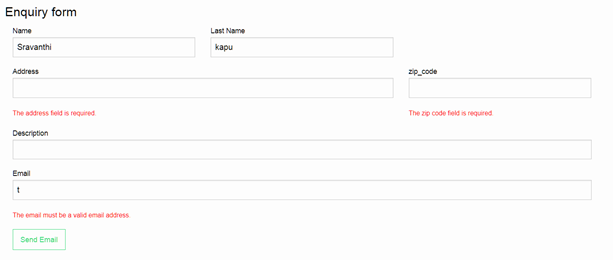 Enquiry form
Name Last Name
Sravanthi kapu
Address zip_code
The address field is required. The zip code field is required.
Description
Email
t
The email must be a valid email address.
Send Email